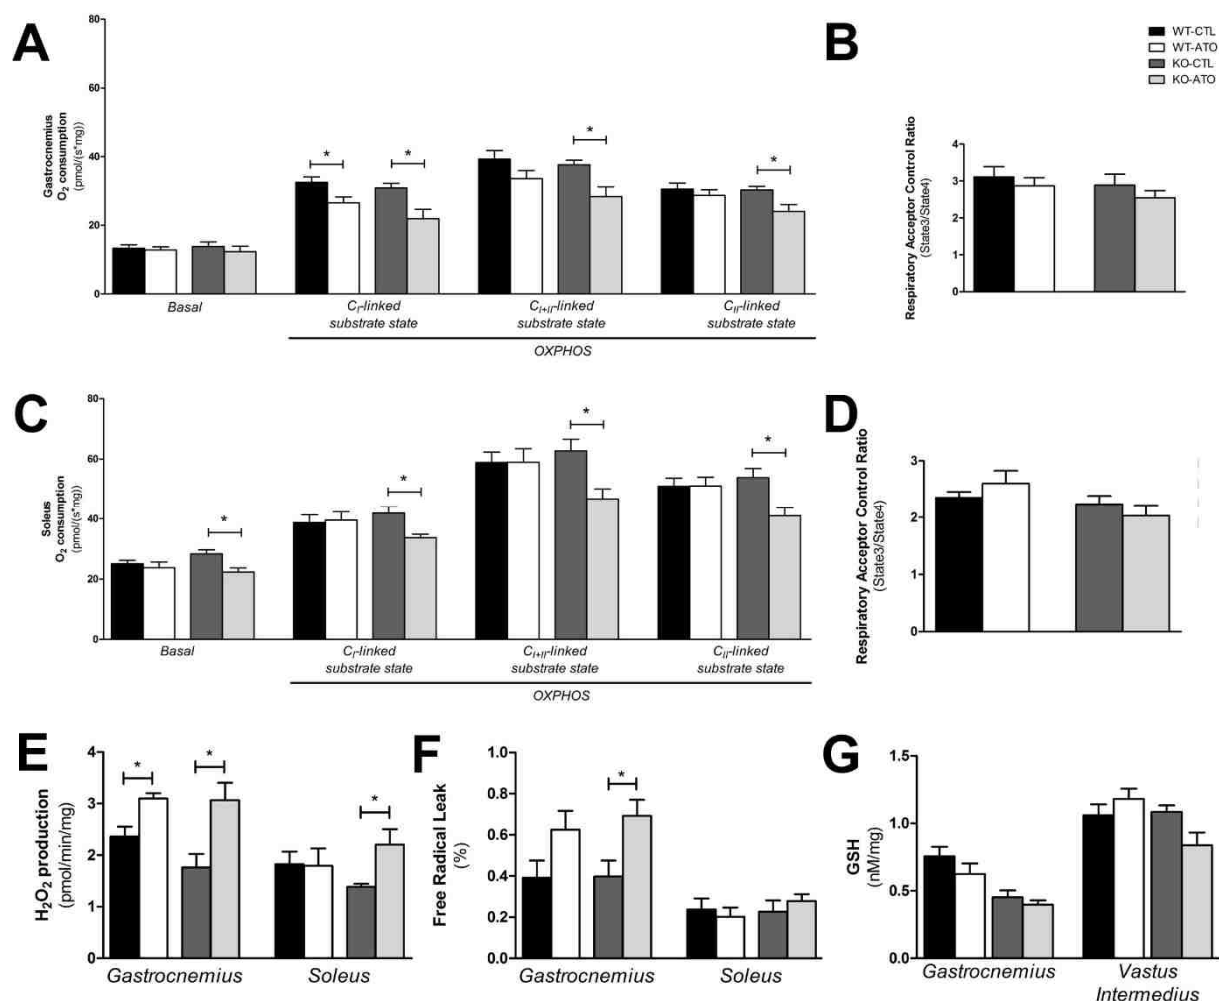 A
B
WT-CTL
WT-ATO
KO-CTL
KO-ATO
Gastrocnemius
O2 consumption
(pmol/(s*mg))
80
60
40
20
0
*
*
*
*
Basal
CI-linked
substrate state
CI+II-linked
substrate state
CII-linked
substrate state
OXPHOS
Respiratory Acceptor Control Ratio
(State3/State4)
4
3
2
1
0
C
D
Soleus
O2 consumption
(pmol/(s*mg))
80
60
40
20
0
*
*
*
*
Basal
CI-linked
substrate state
CI+II-linked
substrate state
CII-linked
substrate state
OXPHOS
Respiratory Acceptor Control Ratio
(State3/State4)
3
2
2
1
0
E
H2O2 production
(pmol/min/mg)
4
3
2
1
0
*
*
*
Gastrocnemius
Soleus
F
Free Radical Leak
(%)
1.0
0.8
0.6
0.4
0.2
0.0
*
Gastrocnemius
Soleus
G
GSH
(nM/mg)
1.5
1.0
0.5
0.0
Gastrocnemius
Vastus
Intermedius